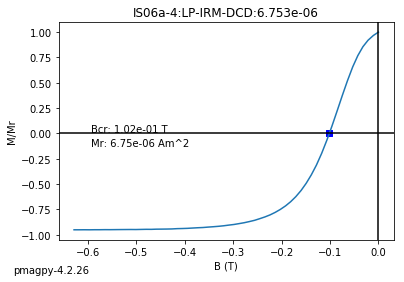 IS06a-4:LP-IRM-DCD:6.753e-06
1.00
0.75
0.50
0.25
0.00
−0.25
−0.50
−0.75
−1.00
M/Mr
Bcr: 1.02e-01 T
Mr: 6.75e-06 Am^2
−0.6 −0.5 −0.4 −0.3 −0.2 −0.1 0.0
B (T)
pmagpy-4.2.26